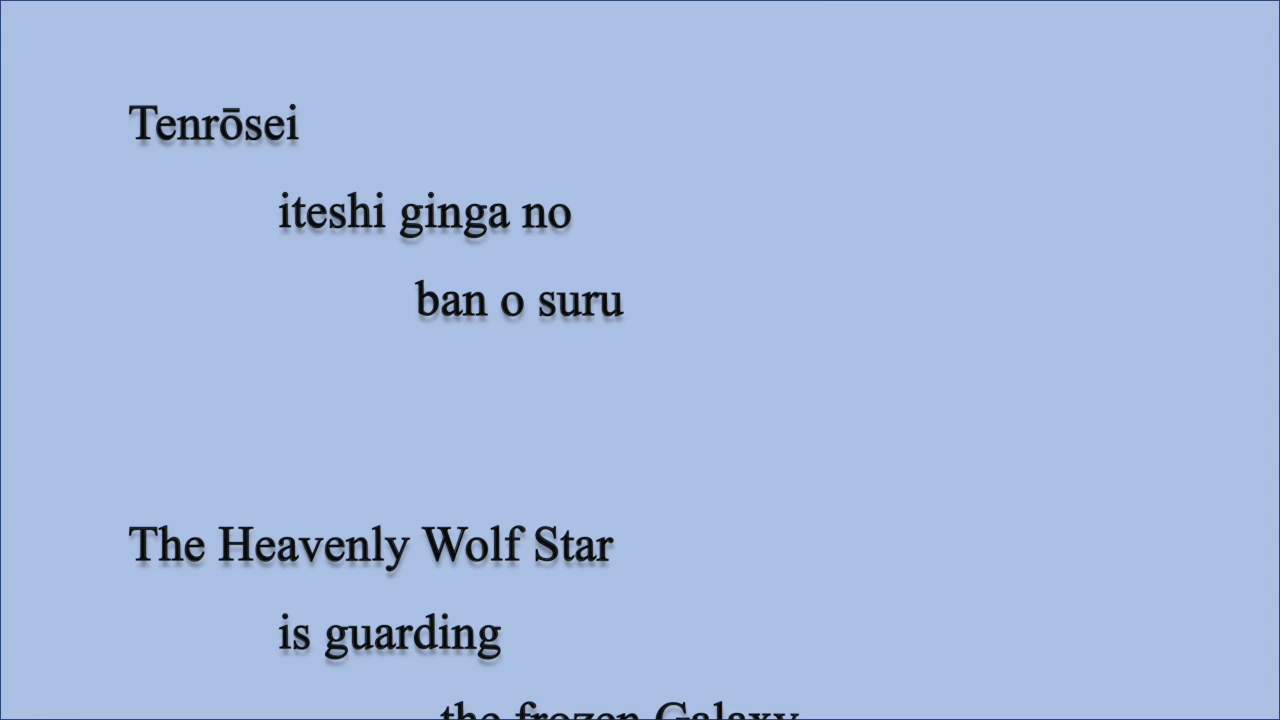 Tenrōsei
iteshi ginga no
ban o suru
The Heavenly Wolf Star
is guarding
the frozen Galaxy